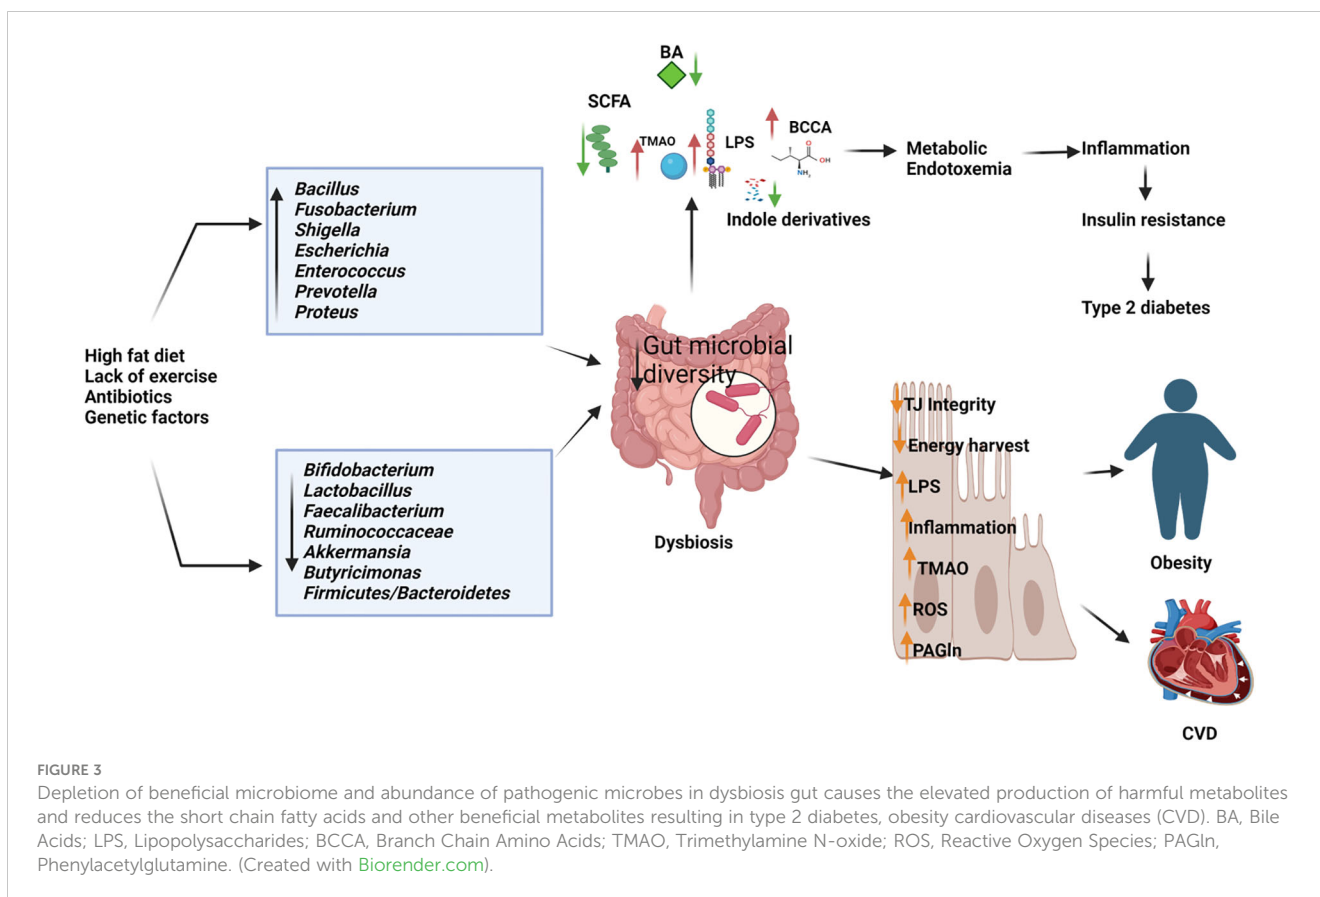 BA
SCFA
TMAO
LPS
BCCA
O
OH
NH2
Indole derivatives
Metabolic
Endotoxemia
Inflammation
Insulin resistance
Type 2 diabetes
Bacillus
Fusobacterium
Shigella
Escherichia
Enterococcus
Prevotella
Proteus
High fat diet
Lack of exercise
Antibiotics
Genetic factors
Bifidobacterium
Lactobacillus
Faecalibacterium
Ruminococcaceae
Akkermansia
Butyricimonas
Firmicutes/Bacteroidetes
Gut microbial
diversity
Dysbiosis
TJ Integrity
Energy harvest
LPS
Inflammation
TMAO
ROS
PAGln
Obesity
CVD
FIGURE 3
Depletion of beneficial microbiome and abundance of pathogenic microbes in dysbiosis gut causes the elevated production of harmful metabolites
and reduces the short chain fatty acids and other beneficial metabolites resulting in type 2 diabetes, obesity cardiovascular diseases (CVD). BA, Bile
Acids; LPS, Lipopolysaccharides; BCCA, Branch Chain Amino Acids; TMAO, Trimethylamine N-oxide; ROS, Reactive Oxygen Species; PAGln,
Phenylacetylglutamine. (Created with Biorender.com).